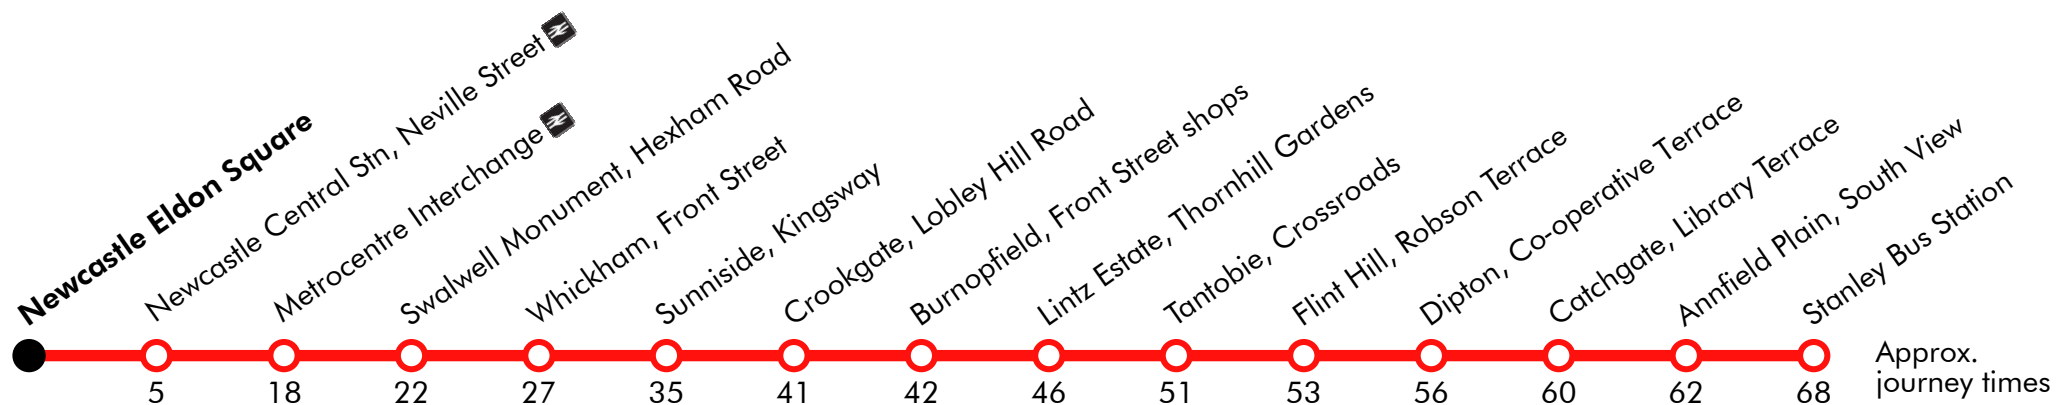 Newcastle Eldon Square
Newcastle Central Stn, Neville Street
Metrocentre Interchange
Swalwell Monument, Hexham Road
Whickham, Front Street
Sunniside, Kingsway
Crookgate, Lobley Hill Road
Burnopfield, Front Street shops
Lintz Estate, Thornhill Gardens
Tantobie, Crossroads
Flint Hill, Robson Terrace
Dipton, Co-operative Terrace
Catchgate, Library Terrace
Annfield Plain, South View
Stanley Bus Station
5 18 22 27 35 41 42 46 51 53 56 60 62 68
Approx.
journey times